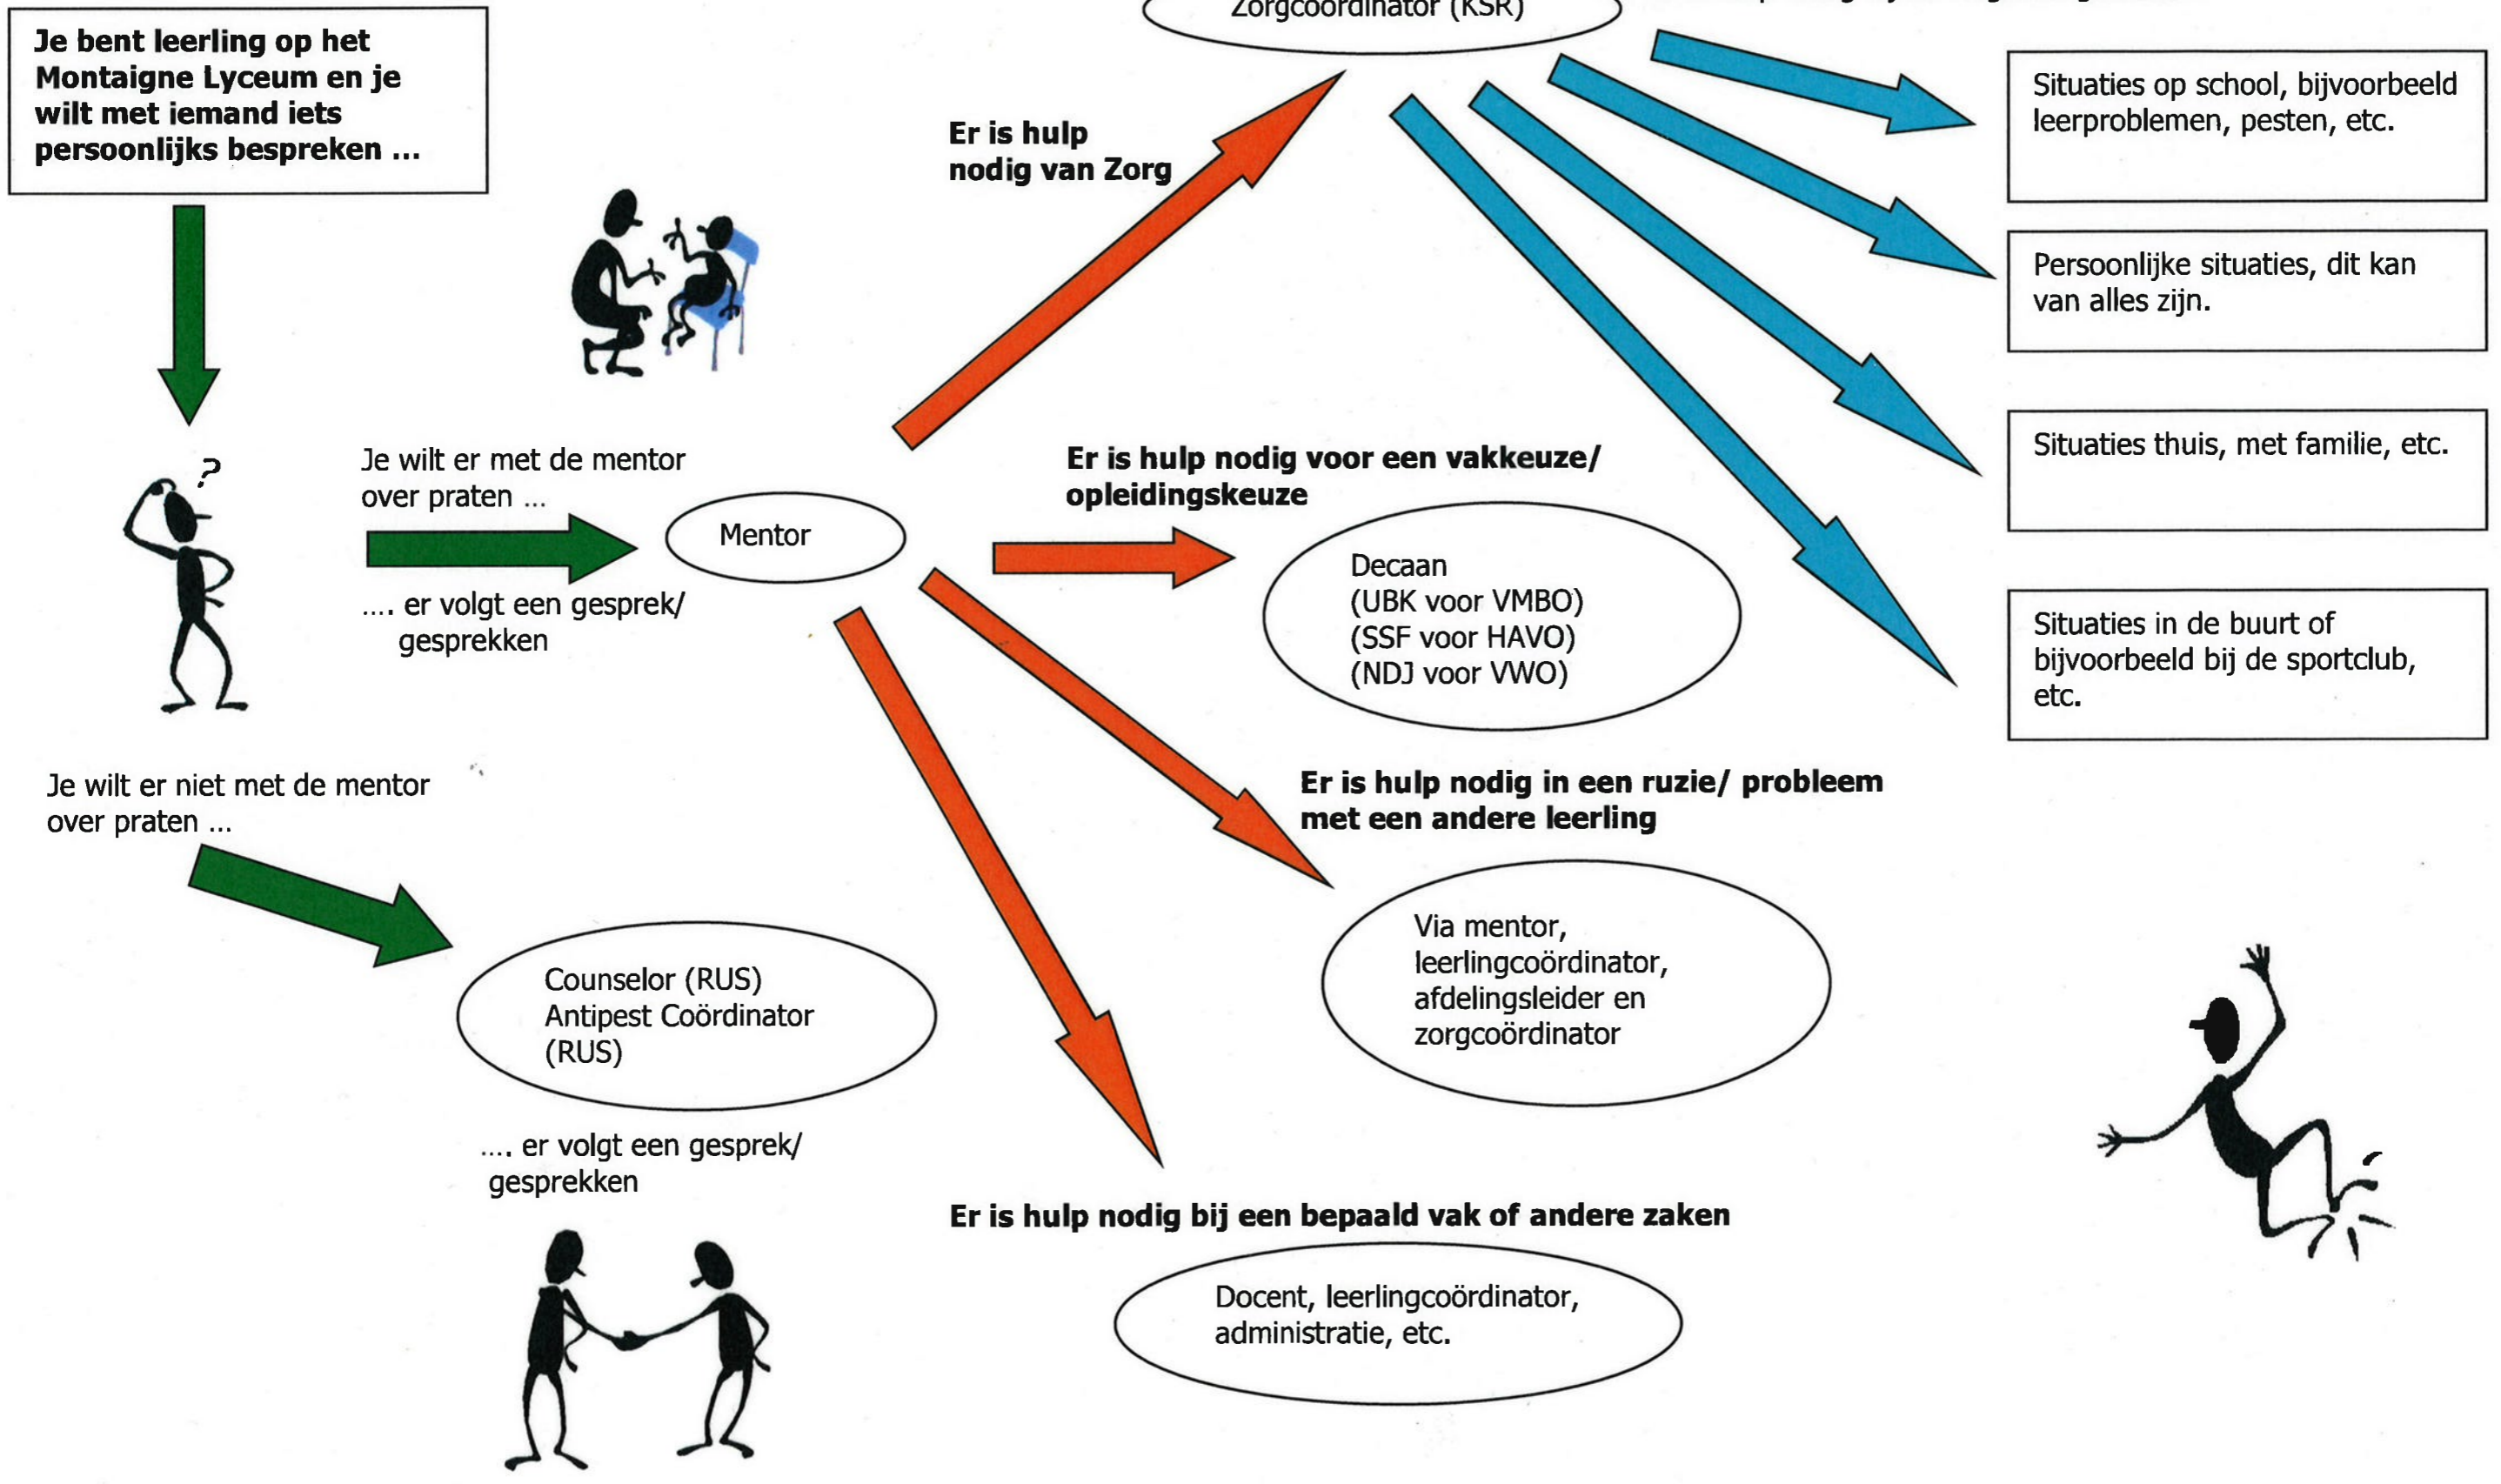 Zorgcoördinator (KSR)
Je bent leerling op het
Montaigne Lyceum en je
wilt met iemand iets
persoonlijks bespreken ...
Er is hulp
nodig van Zorg
Situaties op school, bijvoorbeeld
leerproblemen, pesten, etc.
Persoonlijke situaties, dit kan
van alles zijn.
Situaties thuis, met familie, etc.
Situaties in de buurt of
bijvoorbeeld bij de sportclub,
etc.
?
Je wilt er met de mentor
over praten ...
Mentor
.... er volgt een gesprek/
gesprekken
Er is hulp nodig voor een vakkeuze/
opleidingskeuze
Decaan
(UBK voor VMBO)
(SSF voor HAVO)
(NDJ voor VWO)
Je wilt er niet met de mentor
over praten ...
Er is hulp nodig in een ruzie/ probleem
met een andere leerling
Via mentor,
leerlingcoördinator,
afdelingsleider en
zorgcoördinator
Counselor (RUS)
Antipest Coördinator
(RUS)
.... er volgt een gesprek/
gesprekken
Er is hulp nodig bij een bepaald vak of andere zaken
Docent, leerlingcoördinator,
administratie, etc.